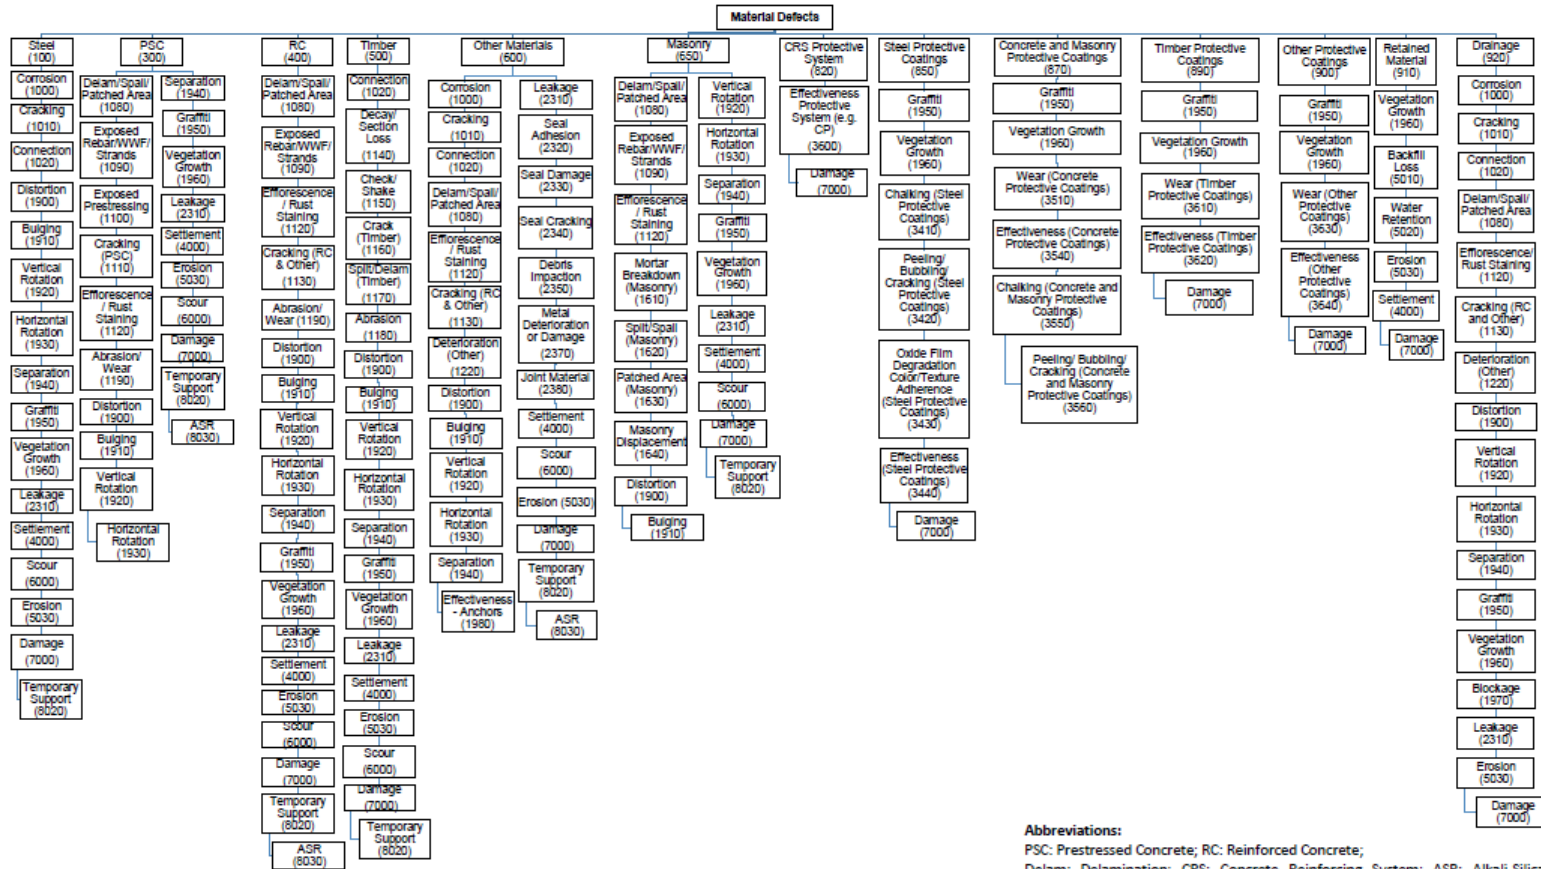 Material Defects
Steel
(100)
Corrosion
(1000)
Cracking
(1010)
Connection
(1020)
Distortion
(1900)
Bulging
(1910)
Vertical
Rotation
(1920)
Horizontal
Rotation
(1930)
Separation
(1940)
Graffiti
(1950)
Vegetation
Growth
(1960)
Leakage
(2310)
Settlement
(4000)
Scour
(6000)
Erosion
(5030)
Damage
(7000)
Temporary
Support
(8020)
PSC
(300)
Delam/Spall/
Patched Area
(1080)
Exposed
Rebar/WWF/
Strands
(1090)
Exposed
Prestressing
(1100)
Cracking
(PSC)
(1110)
Efflorescence
/ Rust
Staining
(1120)
Abrasion/
Wear
(1190)
Distortion
(1900)
Bulging
(1910)
Vertical
Rotation
(1920)
Horizontal
Rotation
(1930)
Separation
(1940)
Graffiti
(1950)
Vegetation
Growth
(1960)
Leakage
(2310)
Settlement
(4000)
Erosion
(5030)
Scour
(6000)
Damage
(7000)
Temporary
Support
(8020)
ASR
(8030)
RC
(400)
Delam/Spall/
Patched Area
(1080)
Exposed
Rebar/WWF/
Strands
(1090)
Efflorescence
/ Rust
Staining
(1120)
Cracking (RC
& Other)
(1130)
Abrasion/
Wear (1190)
Distortion
(1900)
Bulging
(1910)
Vertical
Rotation
(1920)
Horizontal
Rotation
(1930)
Separation
(1940)
Graffiti
(1950)
Vegetation
Growth
(1960)
Leakage
(2310)
Settlement
(4000)
Erosion
(5030)
Scour
(6000)
Damage
(7000)
Temporary
Support
(8020)
ASR
(8030)
Timber
(500)
Connection
(1020)
Decay/
Section
Loss
(1140)
Check/
Shake
(1150)
Crack
(Timber)
(1160)
Split/Delam
(Timber)
(1170)
Abrasion
(1180)
Distortion
(1900)
Bulging
(1910)
Vertical
Rotation
(1920)
Horizontal
Rotation
(1930)
Separation
(1940)
Graffiti
(1950)
Vegetation
Growth
(1960)
Leakage
(2310)
Settlement
(4000)
Erosion
(5030)
Scour
(6000)
Damage
(7000)
Temporary
Support
(8020)
Other Materials
(600)
Corrosion
(1000)
Cracking
(1010)
Connection
(1020)
Delam/Spall/
Patched Area
(1080)
Efflorescence
/ Rust
Staining
(1120)
Cracking (RC
& Other)
(1130)
Deterioration
(Other)
(1220)
Distortion
(1900)
Bulging
(1910)
Vertical
Rotation
(1920)
Horizontal
Rotation
(1930)
Separation
(1940)
Effectiveness
- Anchors
(1980)
Leakage
(2310)
Seal
Adhesion
(2320)
Seal Damage
(2330)
Seal Cracking
(2340)
Debris
Impaction
(2350)
Metal
Deterioration
or Damage
(2370)
Joint Material
(2380)
Settlement
(4000)
Scour
(6000)
Erosion (5030)
Damage
(7000)
Temporary
Support
(8020)
ASR
(8030)
Masonry
(650)
Delam/Spall/
Patched Area
(1080)
Exposed
Rebar/WWF/
Strands
(1090)
Efflorescence
/ Rust
Staining
(1120)
Mortar
Breakdown
(Masonry)
(1610)
Split/Spall
(Masonry)
(1620)
Patched Area
(Masonry)
(1630)
Masonry
Displacement
(1640)
Distortion
(1900)
Bulging
(1910)
Vertical
Rotation
(1920)
Horizontal
Rotation
(1930)
Separation
(1940)
Graffiti
(1950)
Vegetation
Growth
(1960)
Leakage
(2310)
Settlement
(4000)
Scour
(6000)
Damage
(7000)
Temporary
Support
(8020)
CRS Protective
System
(820)
Effectiveness
Protective
System (e.g.
CP)
(3600)
Damage
(7000)
Steel Protective
Coatings
(850)
Graffiti
(1950)
Vegetation
Growth
(1960)
Chalking (Steel
Protective
Coatings)
(3410)
Peeling/
Bubbling/
Cracking (Steel
Protective
Coatings)
(3420)
Oxide Film
Degradation
Color/Texture
Adherence
(Steel Protective
Coatings)
(3430)
Effectiveness
(Steel Protective
Coatings)
(3440)
Damage
(7000)
Concrete and Masonry
Protective Coatings
(870)
Graffiti
(1950)
Vegetation Growth
(1960)
Wear (Concrete
Protective Coatings)
(3510)
Effectiveness (Concrete
Protective Coatings)
(3540)
Chalking (Concrete and
Masonry Protective
Coatings)
(3550)
Peeling/ Bubbling/
Cracking (Concrete
and Masonry
Protective Coatings)
(3560)
Timber Protective
Coatings
(890)
Graffiti
(1950)
Vegetation Growth
(1960)
Wear (Timber
Protective Coatings)
(3610)
Effectiveness (Timber
Protective Coatings)
(3620)
Damage
(7000)
Other Protective
Coatings
(900)
Graffiti
(1950)
Vegetation
Growth
(1960)
Wear (Other
Protective
Coatings)
(3630)
Effectiveness
(Other
Protective
Coatings)
(3640)
Damage
(7000)
Retained
Material
(910)
Vegetation
Growth
(1960)
Backfill
Loss
(5010)
Water
Retention
(5020)
Erosion
(5030)
Settlement
(4000)
Damage
(7000)
Drainage
(920)
Corrosion
(1000)
Cracking
(1010)
Connection
(1020)
Delam/Spall/
Patched Area
(1080)
Efflorescence/
Rust Staining
(1120)
Cracking (RC
and Other)
(1130)
Deterioration
(Other)
(1220)
Distortion
(1900)
Vertical
Rotation
(1920)
Horizontal
Rotation
(1930)
Separation
(1940)
Graffiti
(1950)
Vegetation
Growth
(1960)
Blockage
(1970)
Leakage
(2310)
Erosion
(5030)
Damage
(7000)
Abbreviations:
PSC: Prestressed Concrete; RC: Reinforced Concrete;
Delam: Delamination; CRS: Concrete Reinforcing System; ASR: Alkali-Silica